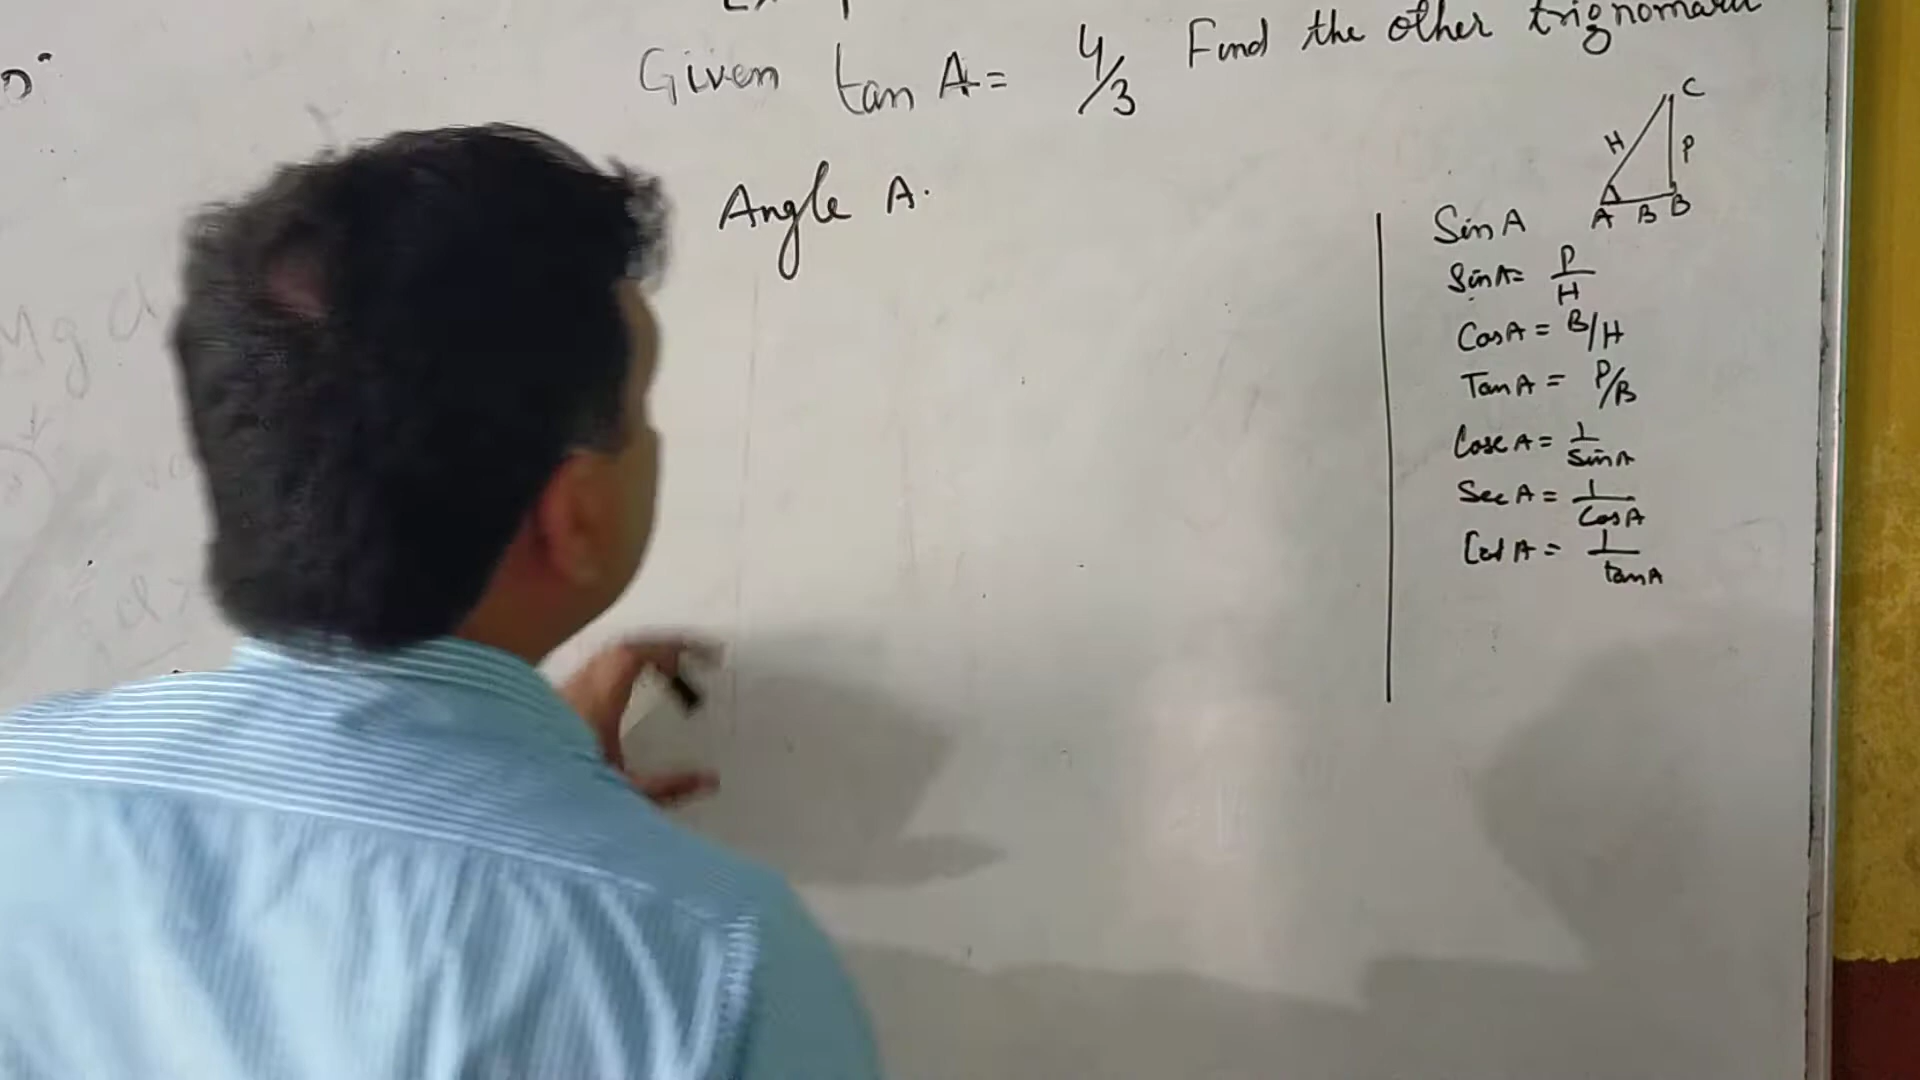 Given tan A = 4/3 Find the other
Angle A.
C
H
P
A B B
Sin A
Sin A = P/H
Cos A = B/H
Tan A = P/B
Cosec A = 1/Sin A
Sec A = 1/Cos A
Cot A = 1/tan A